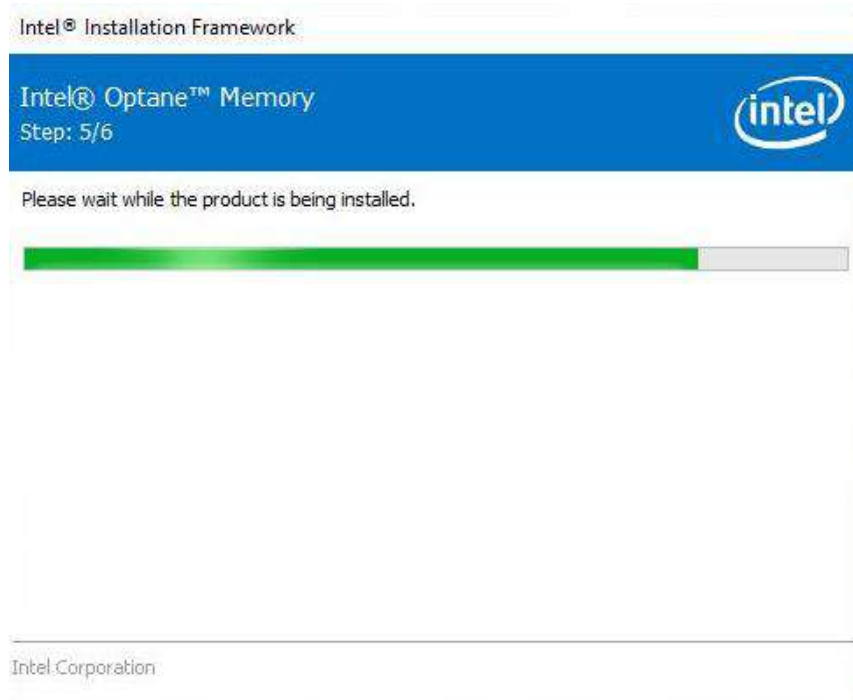 Intel® Installation Framework
Intel® Optane™ Memory
Step: 5/6
intel
Please wait while the product is being installed.
Intel Corporation